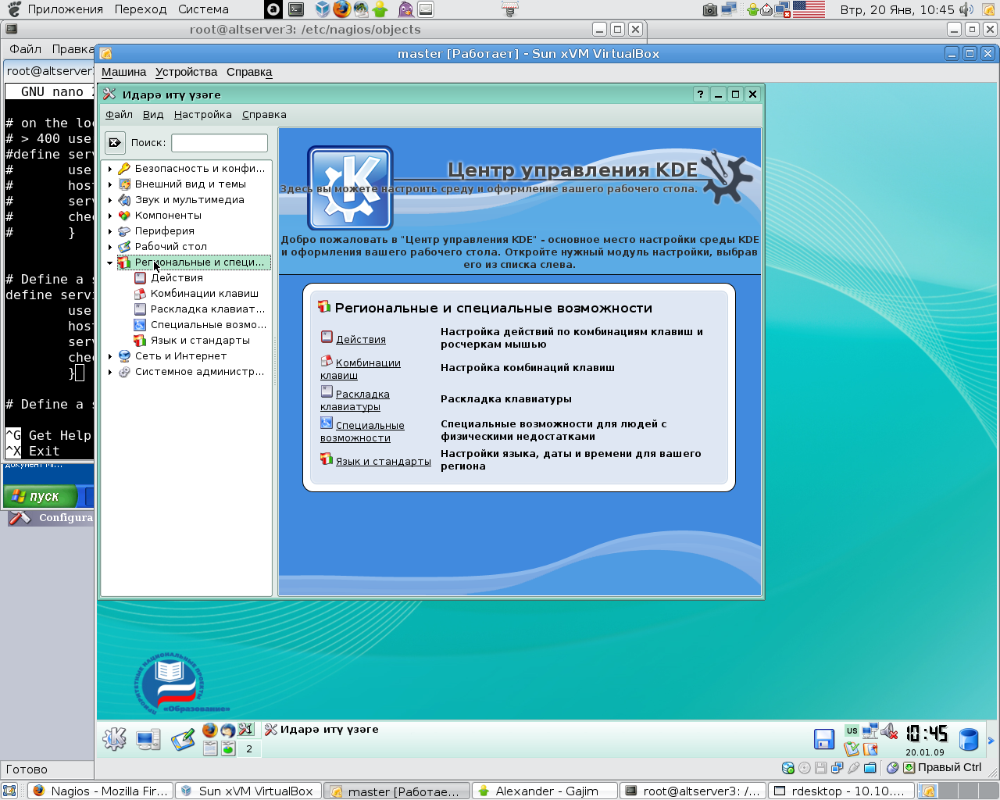 Приложения Переход Система
Втр, 20 Янв, 10:45
root@altserver3: /etc/nagios/objects
Файл Правка
master [Работает] - Sun xVM VirtualBox
Машина Устройства Справка
root@altserver3
GNU nano 2
# on the loc
# > 400 use
#define serv
# use
# host
# serv
# chec
# }
# Define a s
define servi
use
host
serv
chec
}
# Define a s
^G Get Help
^X Exit
пуск
Configura
Готово
Идарә итү үзәге
Файл Вид Настройка Справка
Поиск:
Безопасность и конфи...
Внешний вид и темы
Звук и мультимедиа
Компоненты
Периферия
Рабочий стол
Региональные и специ...
Действия
Комбинации клавиш
Раскладка клавиат...
Специальные возмо...
Язык и стандарты
Сеть и Интернет
Системное администр...
Центр управления KDE
Здесь вы можете настроить среду и оформление вашего рабочего стола.
Добро пожаловать в "Центр управления KDE" - основное место настройки среды KDE
и оформления вашего рабочего стола. Откройте нужный модуль настройки, выбрав
его из списка слева.
Региональные и специальные возможности
Действия
Настройка действий по комбинациям клавиш и
росчеркам мышью
Комбинации
клавиш
Настройка комбинаций клавиш
Раскладка
клавиатуры
Раскладка клавиатуры
Специальные
возможности
Специальные возможности для людей с
физическими недостатками
Язык и стандарты
Настройки языка, даты и времени для вашего
региона
ПРИОРИТЕТНЫЕ НАЦИОНАЛЬНЫЕ ПРОЕКТЫ
«Образование»
2
Идарә итү үзәге
US
10:45
20.01.09
Правый Ctrl
Nagios - Mozilla Fir...
Sun xVM VirtualBox
master [Работае...
Alexander - Gajim
root@altserver3: /...
rdesktop - 10.10....